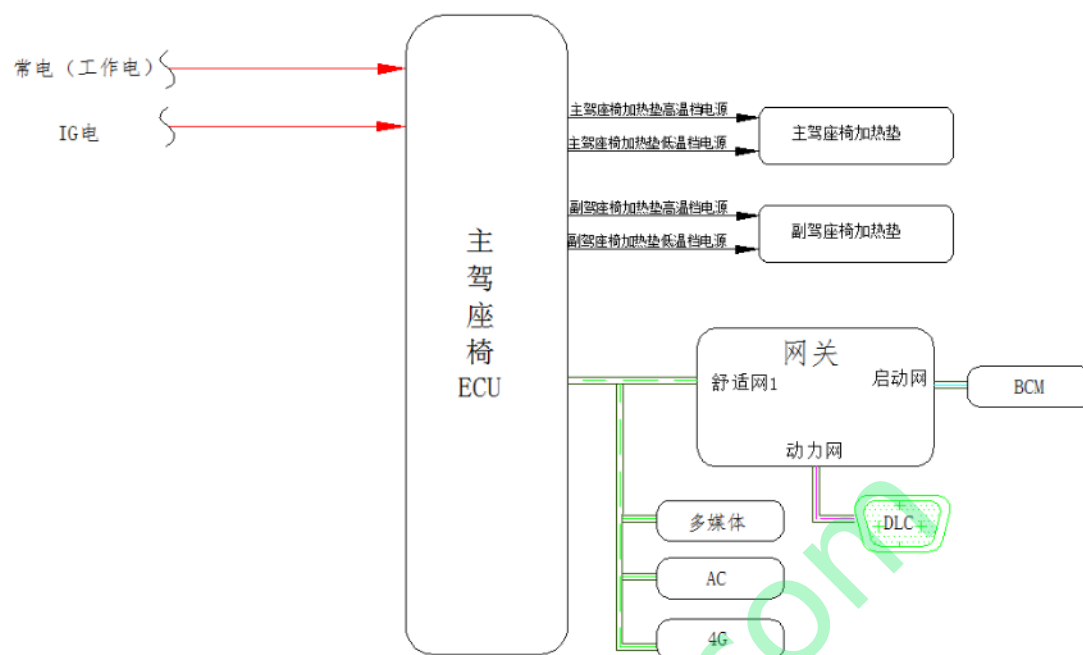 常电（工作电）
IG电
主驾座椅ECU
主驾座椅加热垫高温档电源
主驾座椅加热垫低温档电源
主驾座椅加热垫
副驾座椅加热垫高温档电源
副驾座椅加热垫低温档电源
副驾座椅加热垫
网关
舒适网1
启动网
动力网
BCM
DLC
多媒体
AC
4G
com